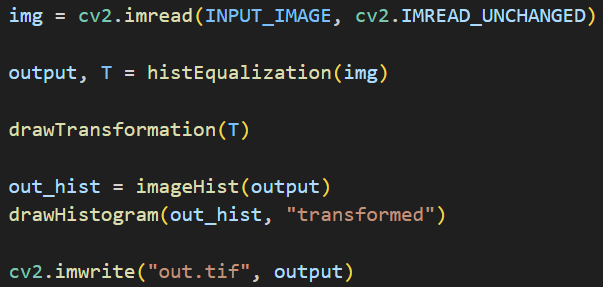 img = cv2.imread(INPUT_IMAGE, cv2.IMREAD_UNCHANGED)
output, T = histEqualization(img)
drawTransformation(T)
out_hist = imageHist(output)
drawHistogram(out_hist, "transformed")
cv2.imwrite("out.tif", output)